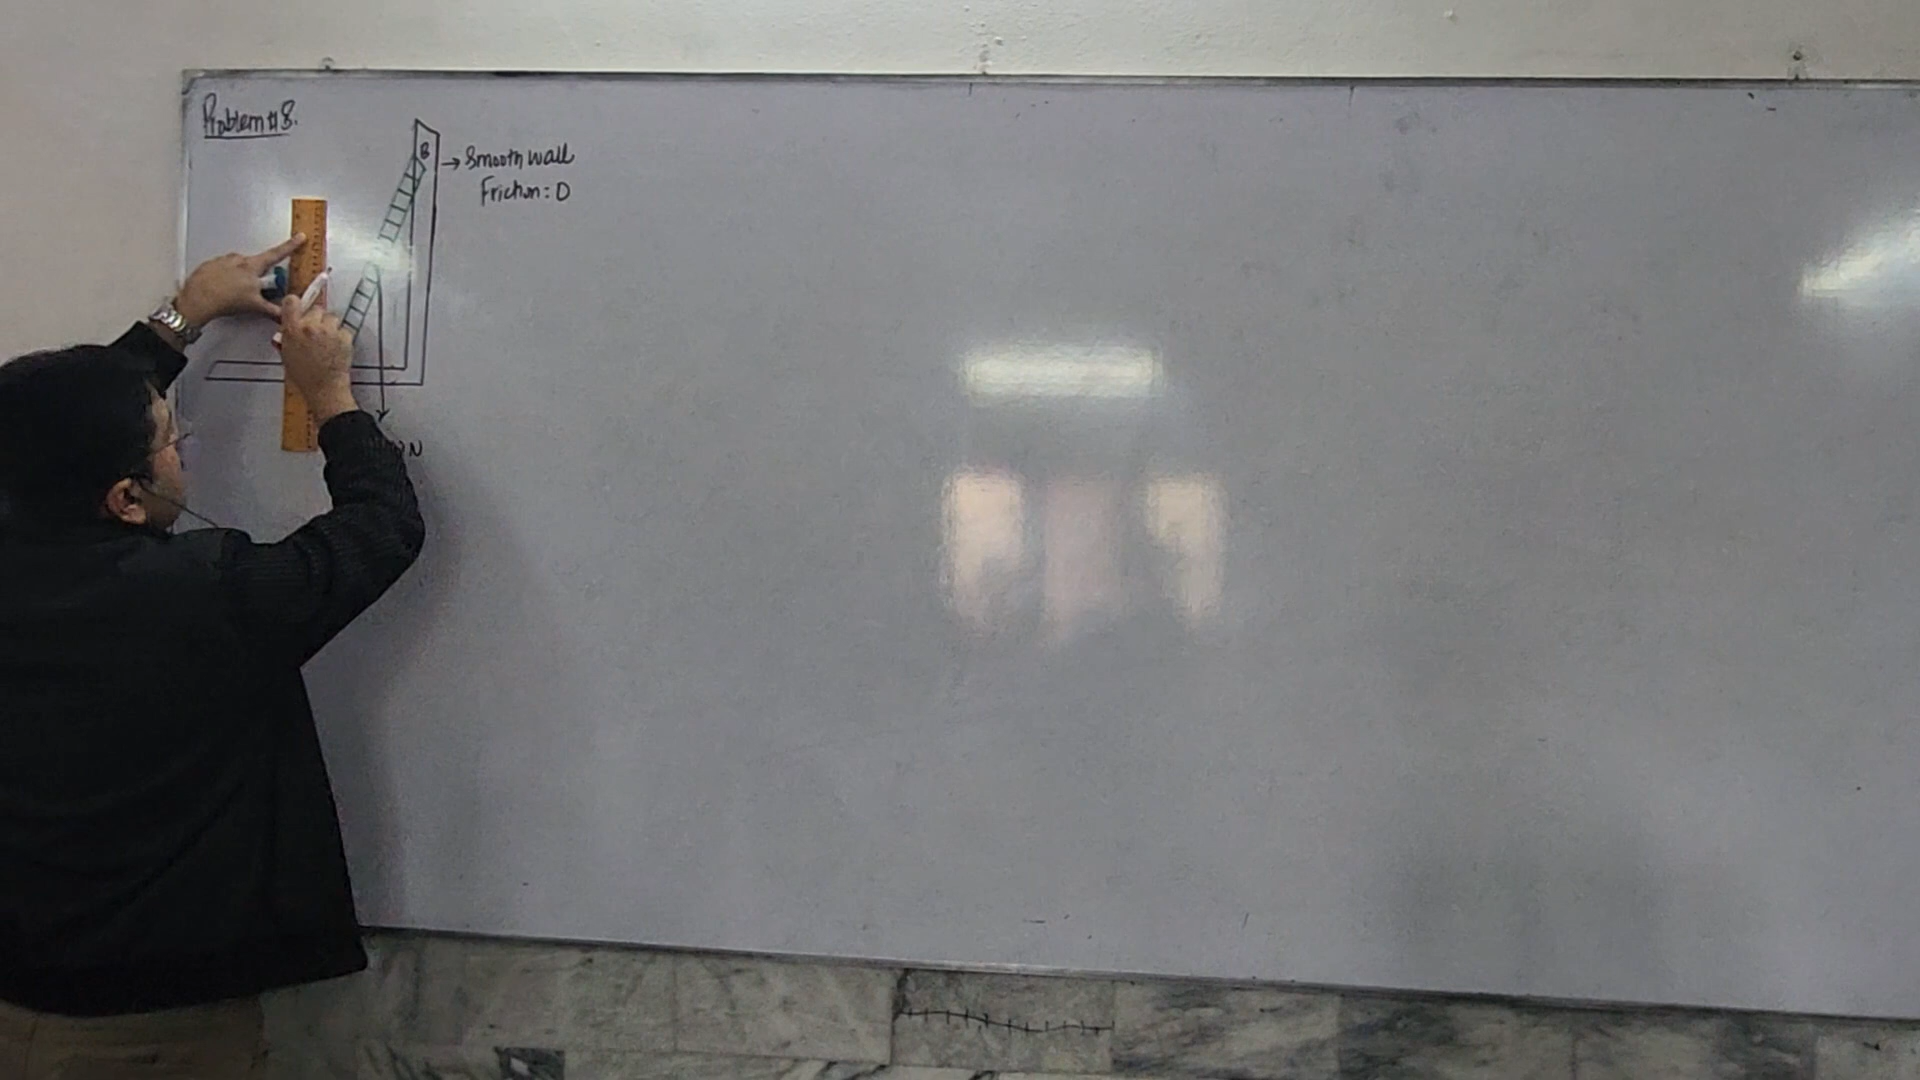 Problem # 8.
B
→ Smooth wall
Friction : 0
N